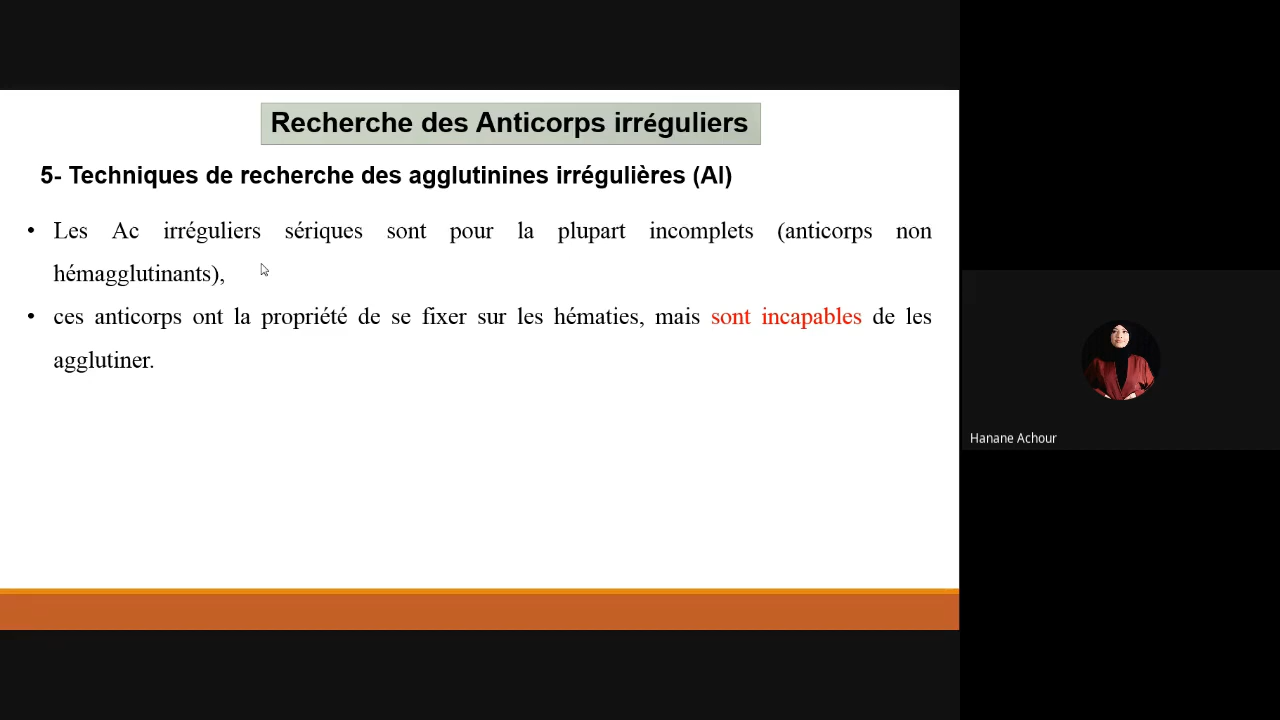 Recherche des Anticorps irréguliers
5- Techniques de recherche des agglutinines irrégulières (AI)
• Les Ac irréguliers sériques sont pour la plupart incomplets (anticorps non
hémagglutinants),
• ces anticorps ont la propriété de se fixer sur les hématies, mais sont incapables de les
agglutiner.
Hanane Achour